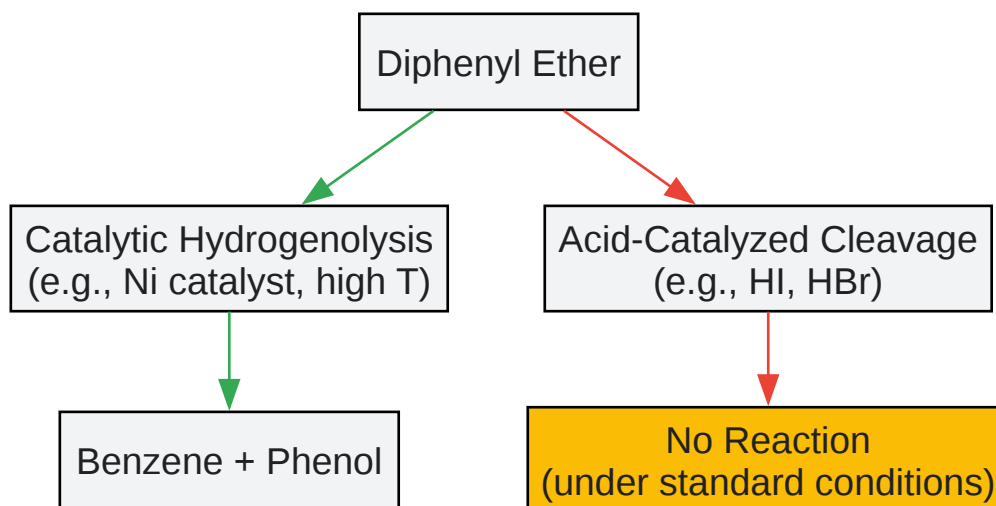 Diphenyl Ether
Catalytic Hydrogenolysis
(e.g., Ni catalyst, high T)
Acid-Catalyzed Cleavage
(e.g., HI, HBr)
Benzene + Phenol
No Reaction
(under standard conditions)